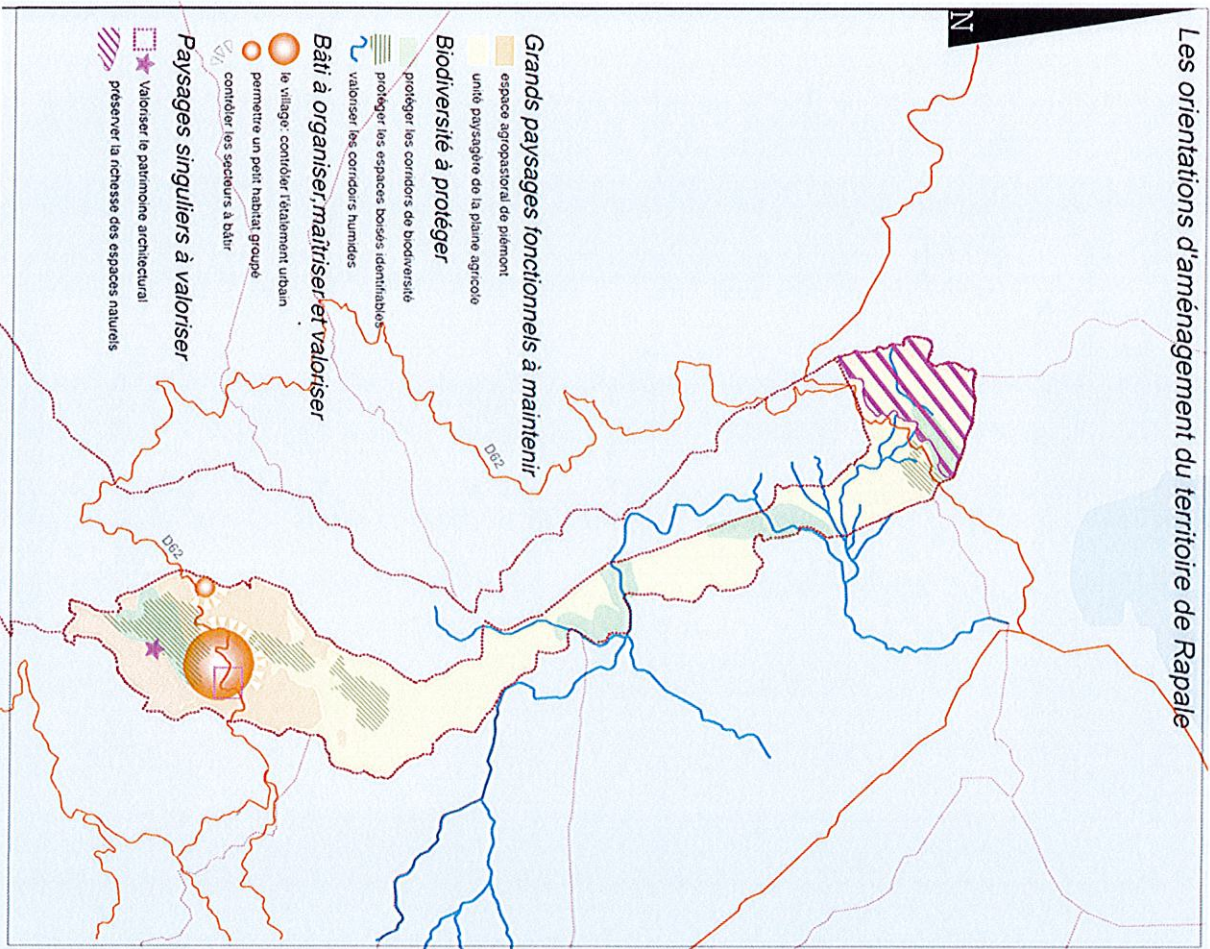 Les orientations d'aménagement du territoire de Rapale
N
Grands paysages fonctionnels à maintenir
espace agropastoral de piémont
unité paysagère de la plaine agricole
Biodiversité à protéger
protéger les corridors de biodiversité
protéger les espaces boisés identifiables
valoriser les corridoirs humides
Bâti à organiser,maîtriser et valoriser
le village: contrôler l'étalement urbain
permettre un petit habitat groupé
contrôler les secteurs à bâtir
Paysages singuliers à valoriser
Valoriser le patrimoine architectural
préserver la richesse des espaces naturels
D62
D62